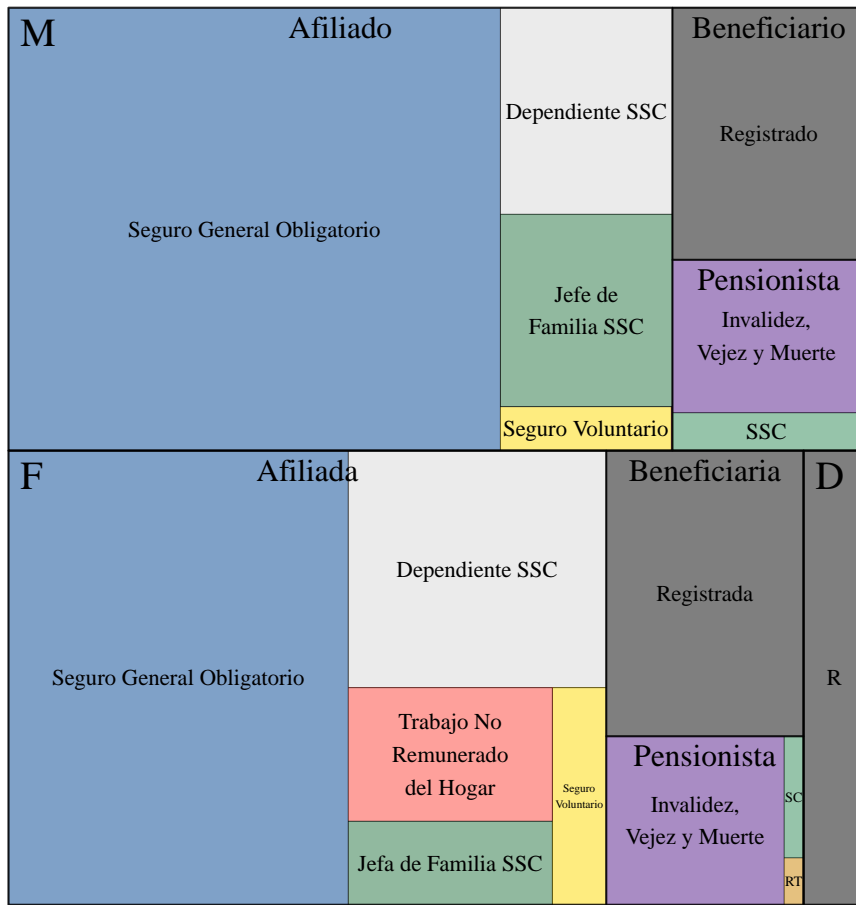 M
Afiliado
Beneficiario
Dependiente SSC
Registrado
Seguro General Obligatorio
Pensionista
Jefe de
Familia SSC
Invalidez,
Vejez y Muerte
Seguro Voluntario
SSC
F
Afiliada
Beneficiaria
D
Dependiente SSC
Registrada
Seguro General Obligatorio
R
Trabajo No
Remunerado
del Hogar
Pensionista
Seguro
Voluntario
SC
Invalidez,
Vejez y Muerte
Jefa de Familia SSC
RT